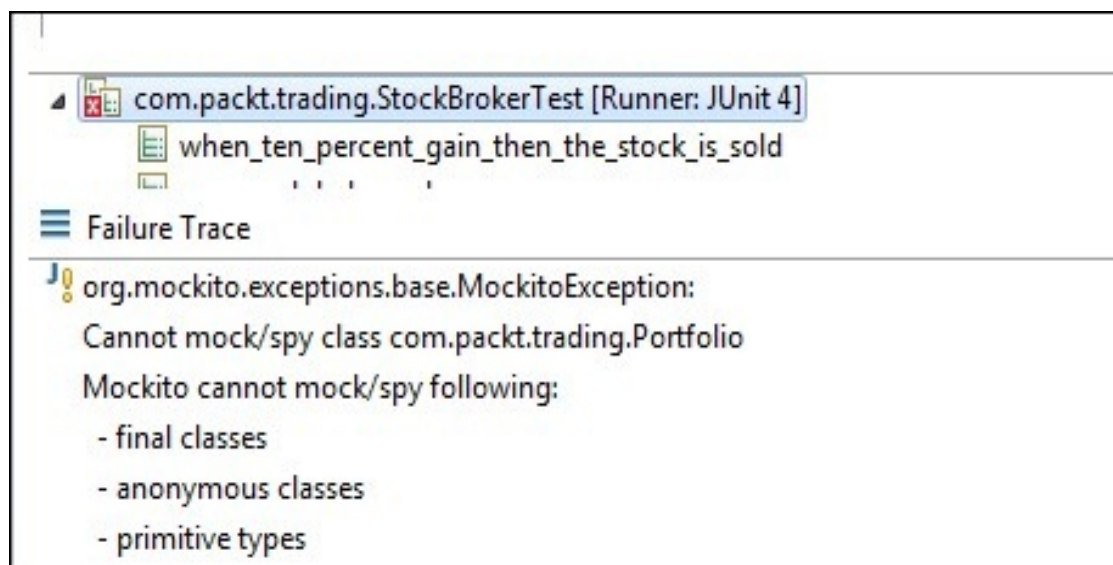 com.packt.trading.StockBrokerTest [Runner: JUnit 4]
when_ten_percent_gain_then_the_stock_is_sold
Failure Trace
org.mockito.exceptions.base.MockitoException:
Cannot mock/spy class com.packt.trading.Portfolio
Mockito cannot mock/spy following:
- final classes
- anonymous classes
- primitive types